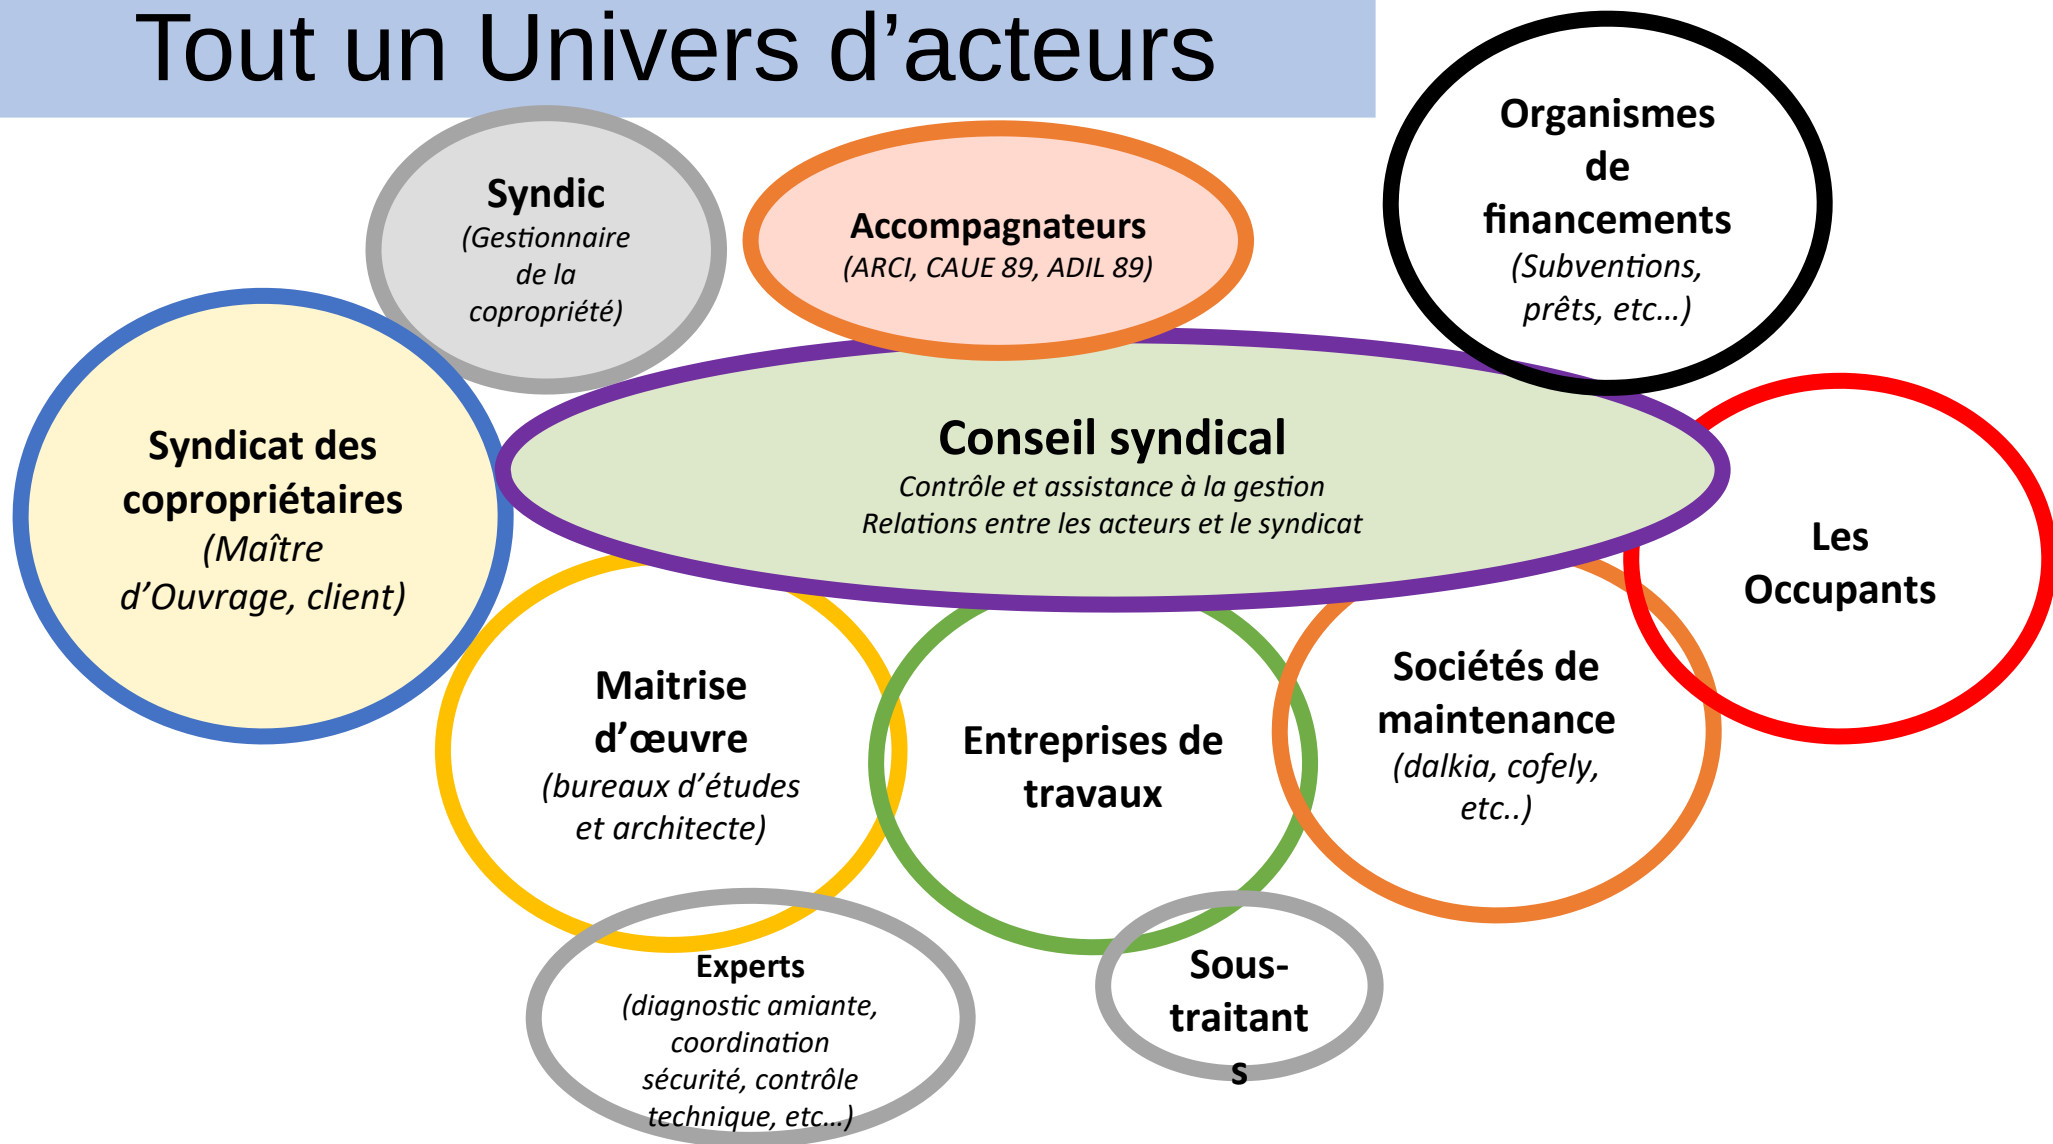 Tout un Univers d’acteurs
Organismes
de
financements
(Subventions,
prêts, etc…)
Syndic
(Gestionnaire
de la
copropriété)
Accompagnateurs
(ARCI, CAUE 89, ADIL 89)
Syndicat des
copropriétaires
(Maître
d’Ouvrage, client)
Conseil syndical
Contrôle et assistance à la gestion
Relations entre les acteurs et le syndicat
Les
Occupants
Maitrise
d’œuvre
(bureaux d’études
et architecte)
Entreprises de
travaux
Sociétés de
maintenance
(dalkia, cofely,
etc..)
Experts
(diagnostic amiante,
coordination
sécurité, contrôle
technique, etc…)
Sous-
traitant
s